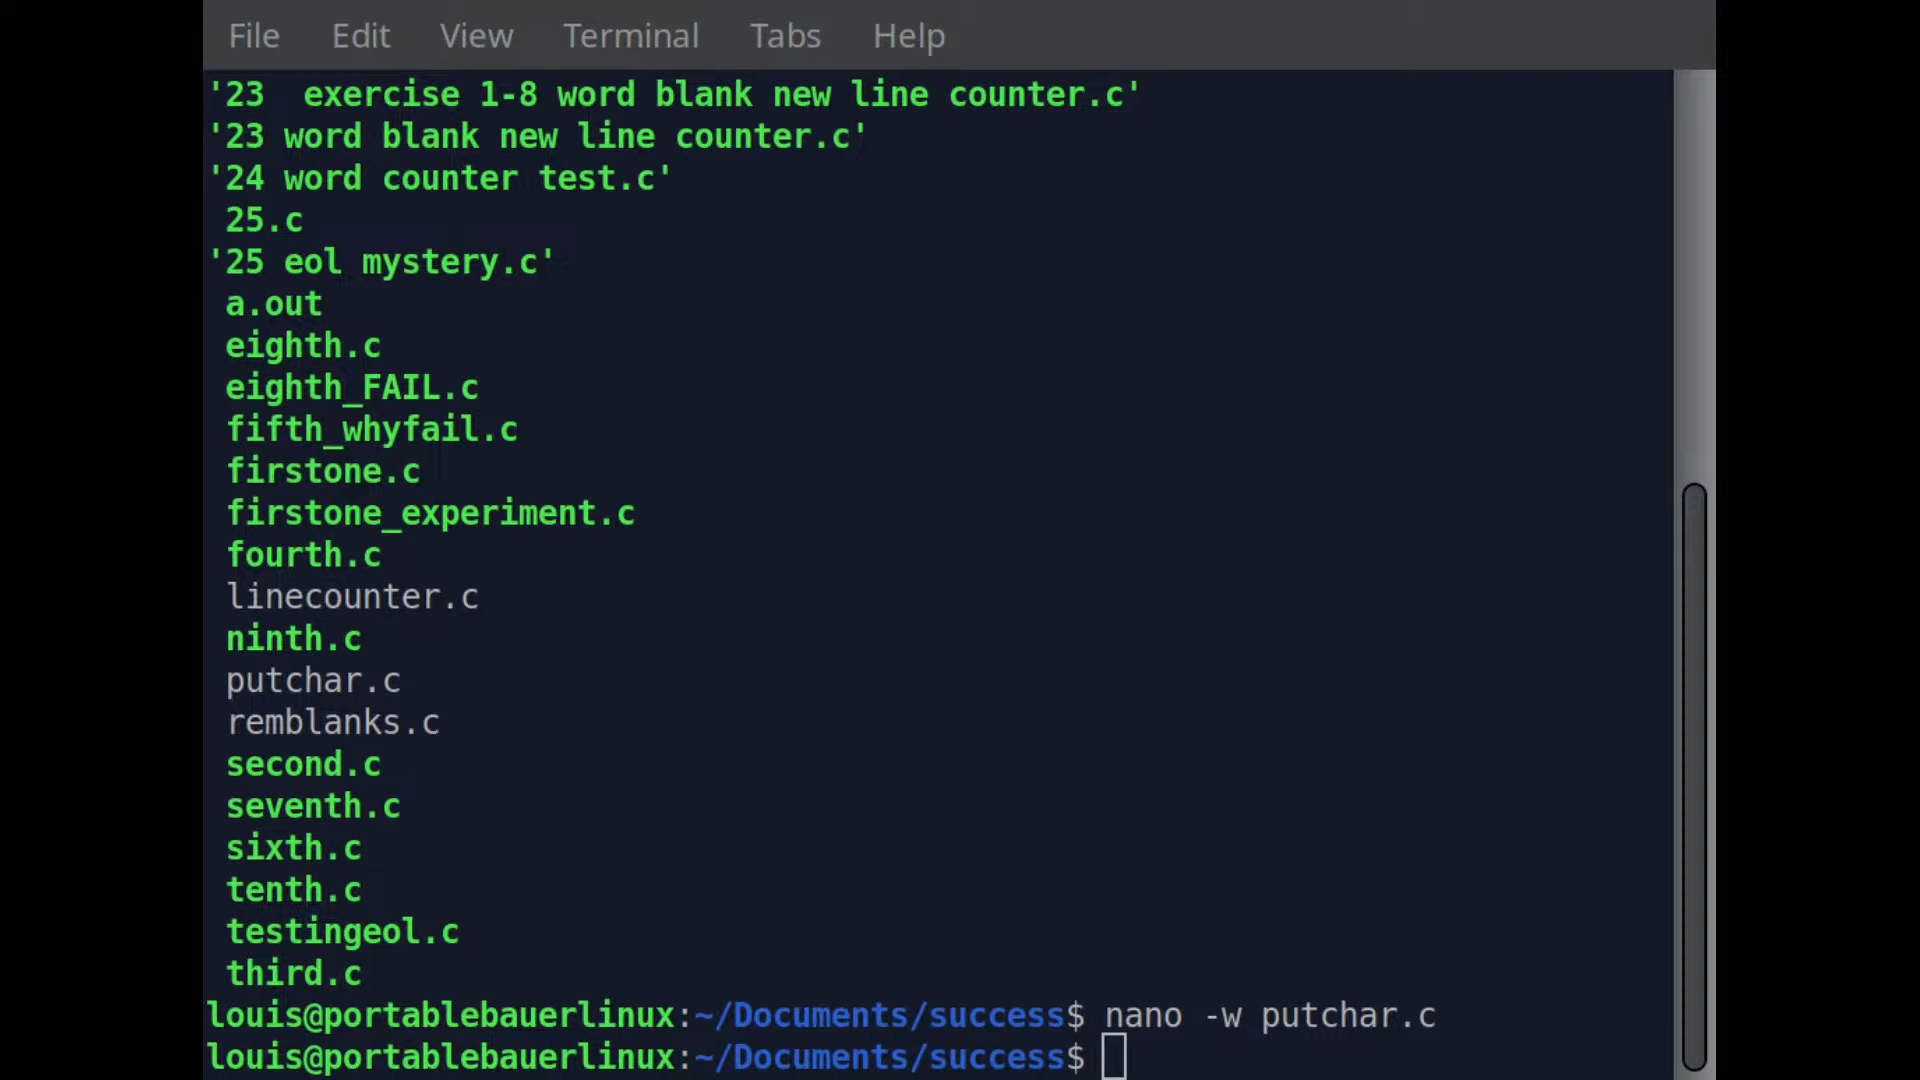 File Edit View Terminal Tabs Help
'23  exercise 1-8 word blank new line counter.c'
'23 word blank new line counter.c'
'24 word counter test.c'
25.c
'25 eol mystery.c'
a.out
eighth.c
eighth_FAIL.c
fifth_whyfail.c
firstone.c
firstone_experiment.c
fourth.c
linecounter.c
ninth.c
putchar.c
remblanks.c
second.c
seventh.c
sixth.c
tenth.c
testingeol.c
third.c
louis@portablebauerlinux:~/Documents/success$ nano -w putchar.c
louis@portablebauerlinux:~/Documents/success$